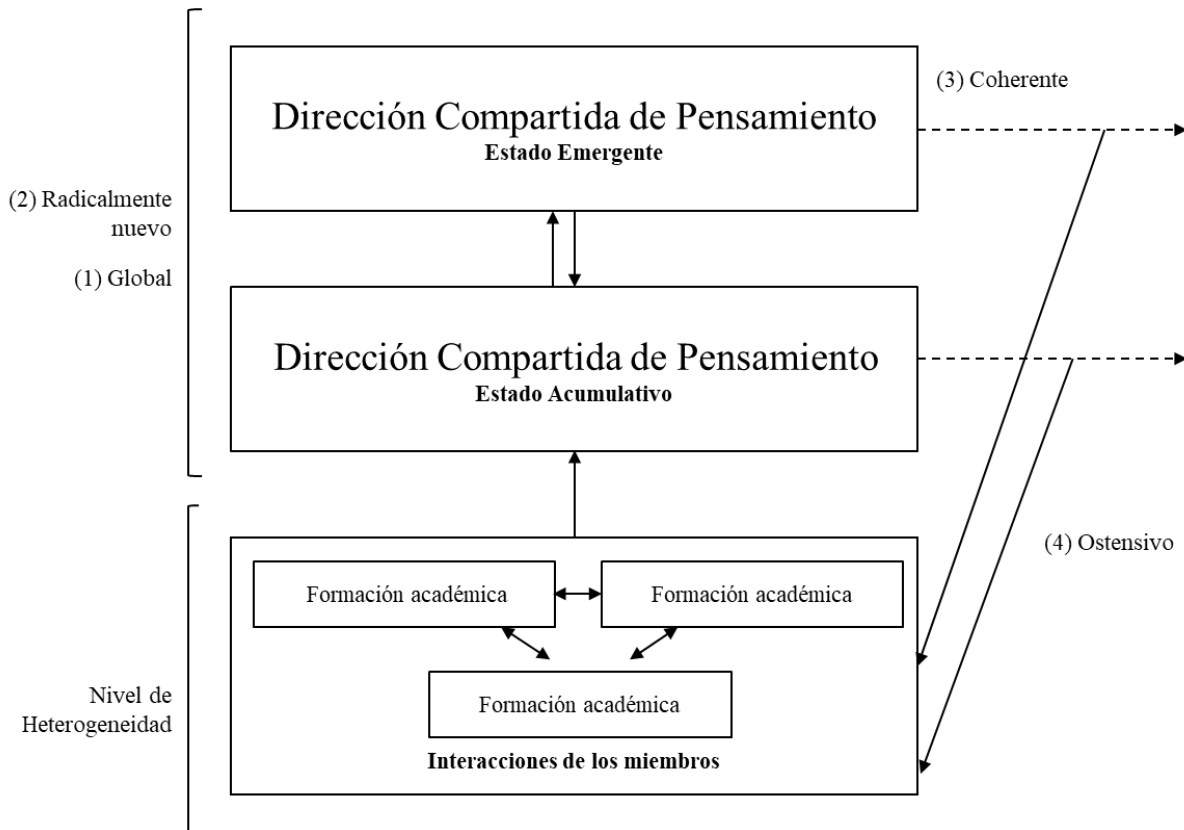 Dirección Compartida de Pensamiento
Estado Emergente
(3) Coherente
(2) Radicalmente
nuevo
(1) Global
Dirección Compartida de Pensamiento
Estado Acumulativo
(4) Ostensivo
Formación académica
Formación académica
Formación académica
Interacciones de los miembros
Nivel de
Heterogeneidad